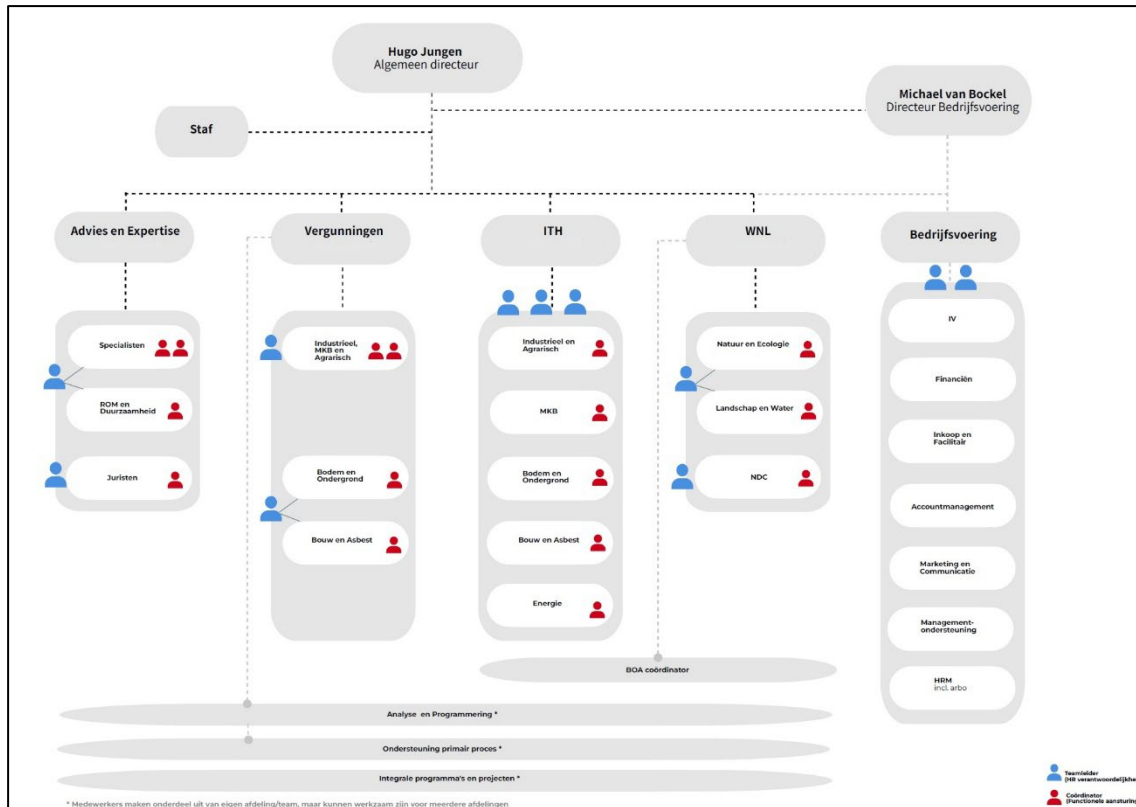 Hugo Jungen
Algemeen directeur
Michael van Bockel
Directeur Bedrijfsvoering
Staf
Advies en Expertise
Vergunningen
ITH
WNL
Bedrijfsvoering
Specialisten
ROM en
Duurzaamheid
Juristen
Industrieel,
MKB en
Agrarisch
Bodem en
Ondergrond
Bouw en Asbest
Industrieel en
Agrarisch
MKB
Bodem en
Ondergrond
Bouw en Asbest
Energie
Natuur en Ecologie
Landschap en Water
NDC
IV
Financiën
Inkoop en
Facilitair
Accountmanagement
Marketing en
Communicatie
Management-
ondersteuning
HRM
incl. arbo
BOA coördinator
Analyse en Programmering *
Ondersteuning primair proces *
Integrale programma's en projecten *
* Medewerkers maken onderdeel uit van eigen afdeling/team, maar kunnen werkzaam zijn voor meerdere afdelingen
Teamleider
(HR verantwoordelijkhe
Coördinator
(Functionele aansturing